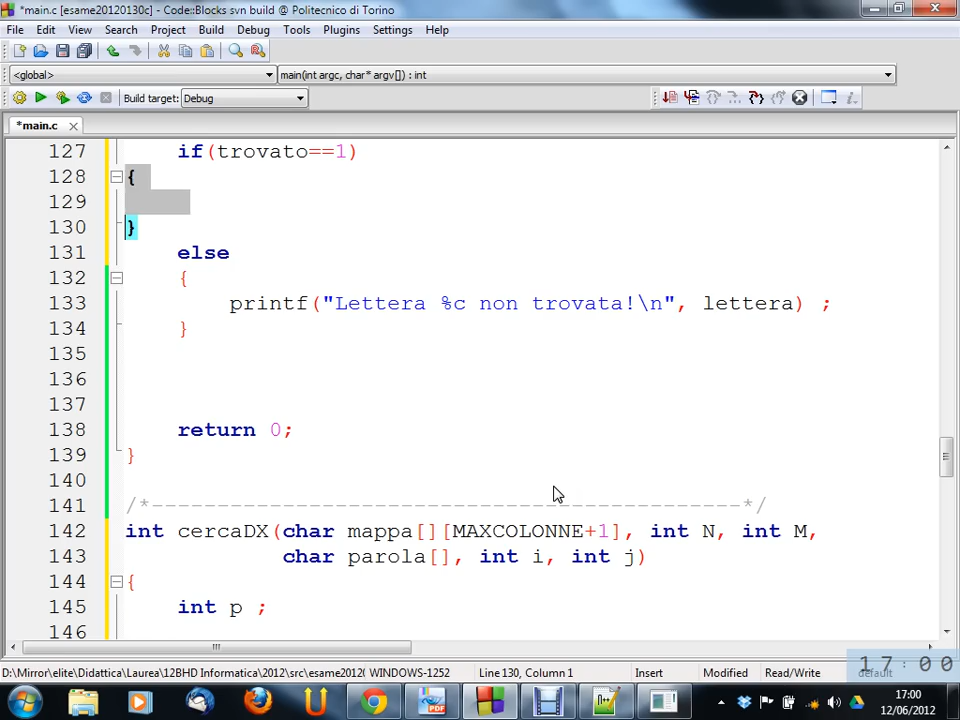 *main.c [esame20120130c] - Code::Blocks svn build @ Politecnico di Torino
File Edit View Search Project Build Debug Tools Plugins Settings Help
<global> main(int argc, char* argv[]) : int
Build target: Debug
*main.c
127 if(trovato==1)
128 {
129
130 }
131 else
132 {
133 printf("Lettera %c non trovata!\n", lettera) ;
134 }
135
136
137
138 return 0;
139 }
140
141 /*---------------------------------------------*/
142 int cercaDX(char mappa[][MAXCOLONNE+1], int N, int M,
143 char parola[], int i, int j)
144 {
145 int p ;
146
D:\Mirror\elite\Didattica\Laurea\12BHD Informatica\2012\src\esame2012( WINDOWS-1252 Line 130, Column 1 Insert Modified Read/Write default
17:00
17:00
12/06/2012